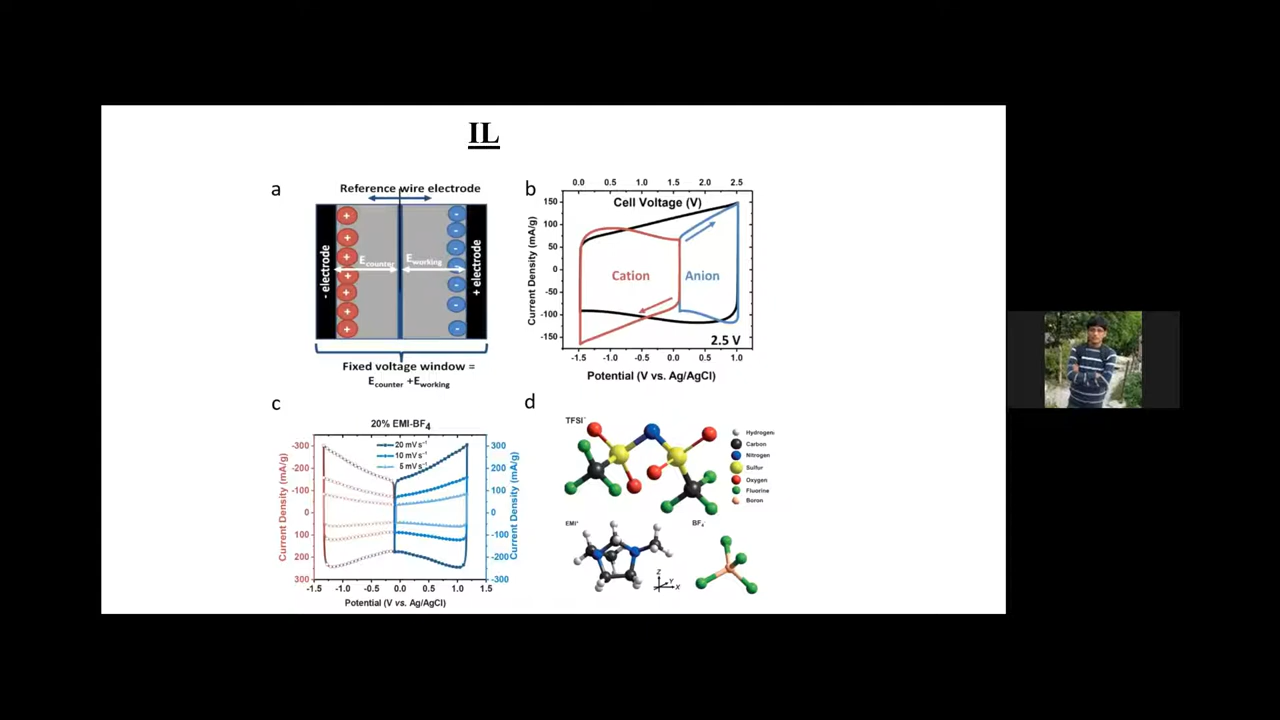 IL
a
Reference wire electrode
- electrode
E counter
E working
+ electrode
Fixed voltage window =
E counter +E working
b
0.0 0.5 1.0 1.5 2.0 2.5
Cell Voltage (V)
150
100
50
0
-50
-100
-150
Current Density (mA/g)
Cation
Anion
2.5 V
-1.5 -1.0 -0.5 0.0 0.5 1.0
Potential (V vs. Ag/AgCl)
c
20% EMI-BF4
20 mV s⁻¹
10 mV s⁻¹
5 mV s⁻¹
-300
-200
-100
0
100
200
300
Current Density (mA/g)
300
200
100
0
-100
-200
-300
Current Density (mA/g)
-1.5 -1.0 -0.5 0.0 0.5 1.0 1.5
Potential (V vs. Ag/AgCl)
d
TFSI⁻
Hydrogen
Carbon
Nitrogen
Sulfur
Oxygen
Fluorine
Boron
EMI⁺
BF4⁻
Z
Y
X